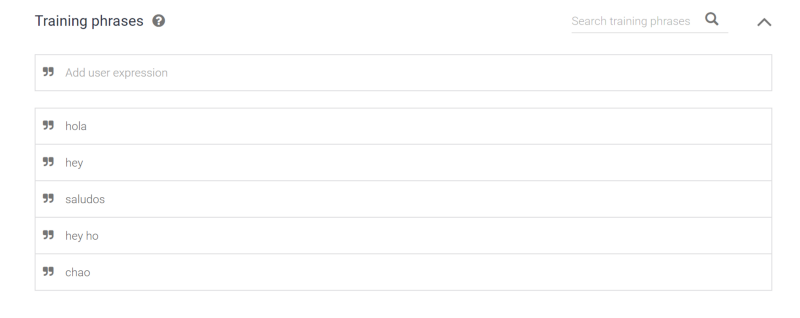 Training phrases
Search training phrases
Add user expression
hola
hey
saludos
hey ho
chao